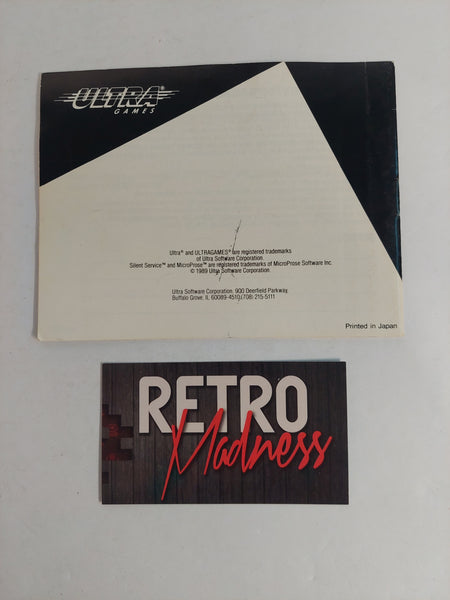 ULTRA®
GAMES
Ultra® and ULTRAGAMES® are registered trademarks
of Ultra Software Corporation.
Silent Service™ and MicroProse™ are registered trademarks of MicroProse Software Inc.
© 1989 Ultra Software Corporation.
Ultra Software Corporation. 900 Deerfield Parkway,
Buffalo Grove, IL 60089-4510.(708) 215-5111
Printed in Japan
RETRO
Madness